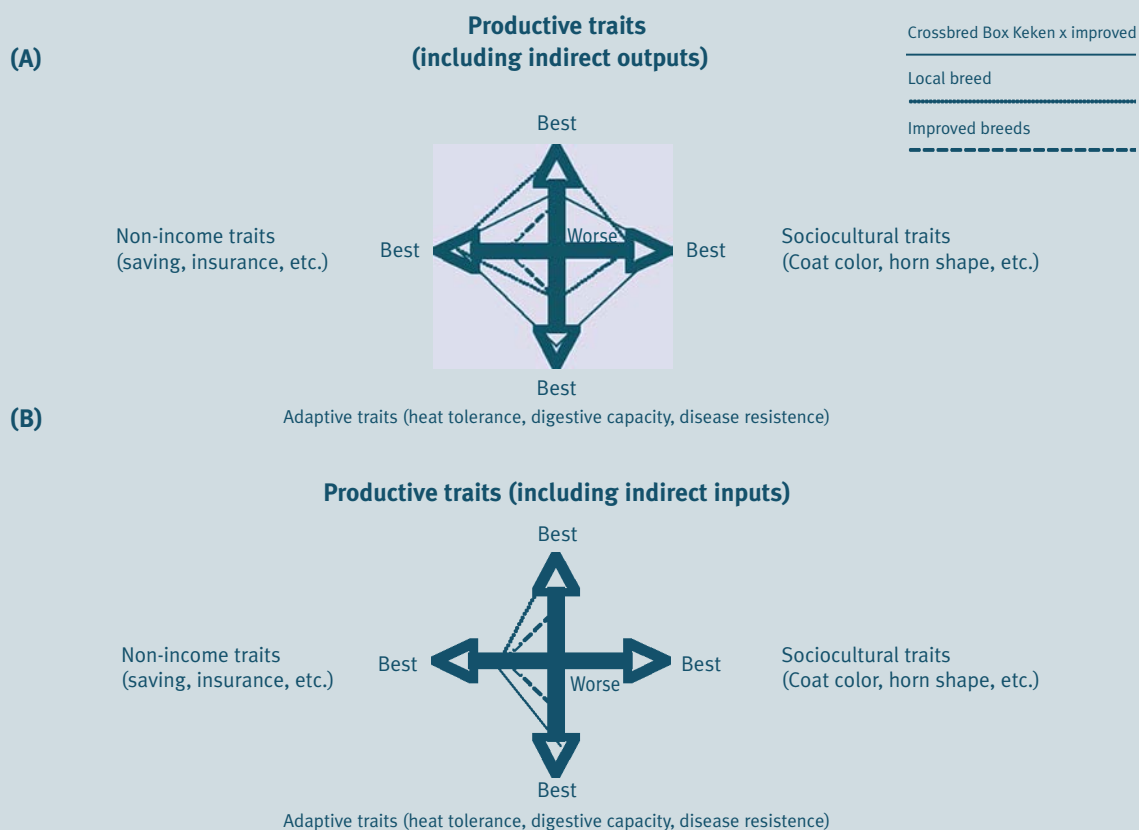 (A)
Productive traits
(including indirect outputs)
Crossbred Box Keken x improved
Local breed
Improved breeds
Best
Non-income traits
(saving, insurance, etc.)
Best
Worse
Best
Sociocultural traits
(Coat color, horn shape, etc.)
Best
Adaptive traits (heat tolerance, digestive capacity, disease resistance)
(B)
Productive traits (including indirect inputs)
Best
Non-income traits
(saving, insurance, etc.)
Best
Worse
Best
Sociocultural traits
(Coat color, horn shape, etc.)
Best
Adaptive traits (heat tolerance, digestive capacity, disease resistance)